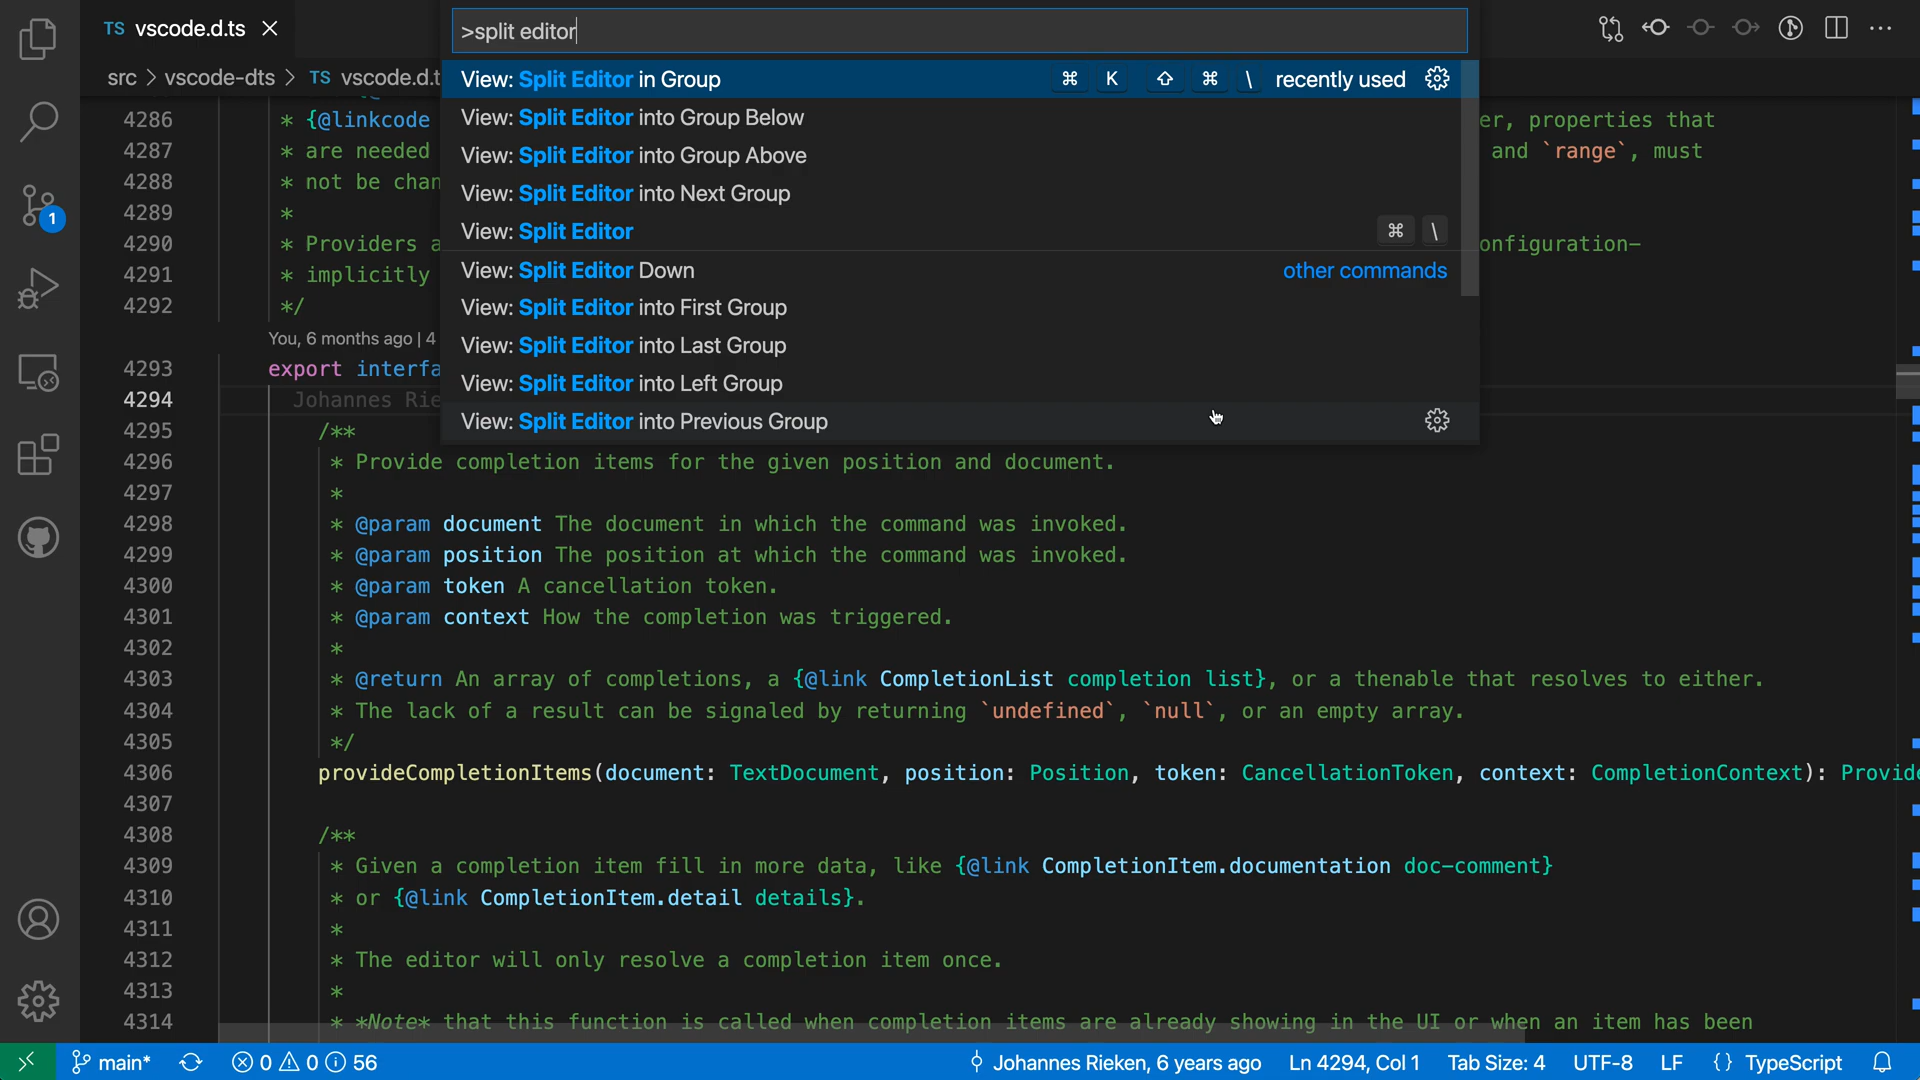 TS vscode.d.ts
>split editor
src > vscode-dts > TS vscode.d.t
View: Split Editor in Group ⌘ K ⇧ ⌘ \ recently used
View: Split Editor into Group Below
View: Split Editor into Group Above
View: Split Editor into Next Group
View: Split Editor ⌘ \
View: Split Editor Down other commands
View: Split Editor into First Group
View: Split Editor into Last Group
View: Split Editor into Left Group
View: Split Editor into Previous Group
4286 * {@linkcode er, properties that
4287 * are needed and `range`, must
4288 * not be chan
4289 *
4290 * Providers a onfiguration-
4291 * implicitly
4292 */
You, 6 months ago | 4
4293 export interfa
4294 Johannes Rie
4295 /**
4296 * Provide completion items for the given position and document.
4297 *
4298 * @param document The document in which the command was invoked.
4299 * @param position The position at which the command was invoked.
4300 * @param token A cancellation token.
4301 * @param context How the completion was triggered.
4302 *
4303 * @return An array of completions, a {@link CompletionList completion list}, or a thenable that resolves to either.
4304 * The lack of a result can be signaled by returning `undefined`, `null`, or an empty array.
4305 */
4306 provideCompletionItems(document: TextDocument, position: Position, token: CancellationToken, context: CompletionContext): Provide
4307
4308 /**
4309 * Given a completion item fill in more data, like {@link CompletionItem.documentation doc-comment}
4310 * or {@link CompletionItem.detail details}.
4311 *
4312 * The editor will only resolve a completion item once.
4313 *
4314 * *Note* that this function is called when completion items are already showing in the UI or when an item has been
1
main* 0 0 56 Johannes Rieken, 6 years ago Ln 4294, Col 1 Tab Size: 4 UTF-8 LF {} TypeScript